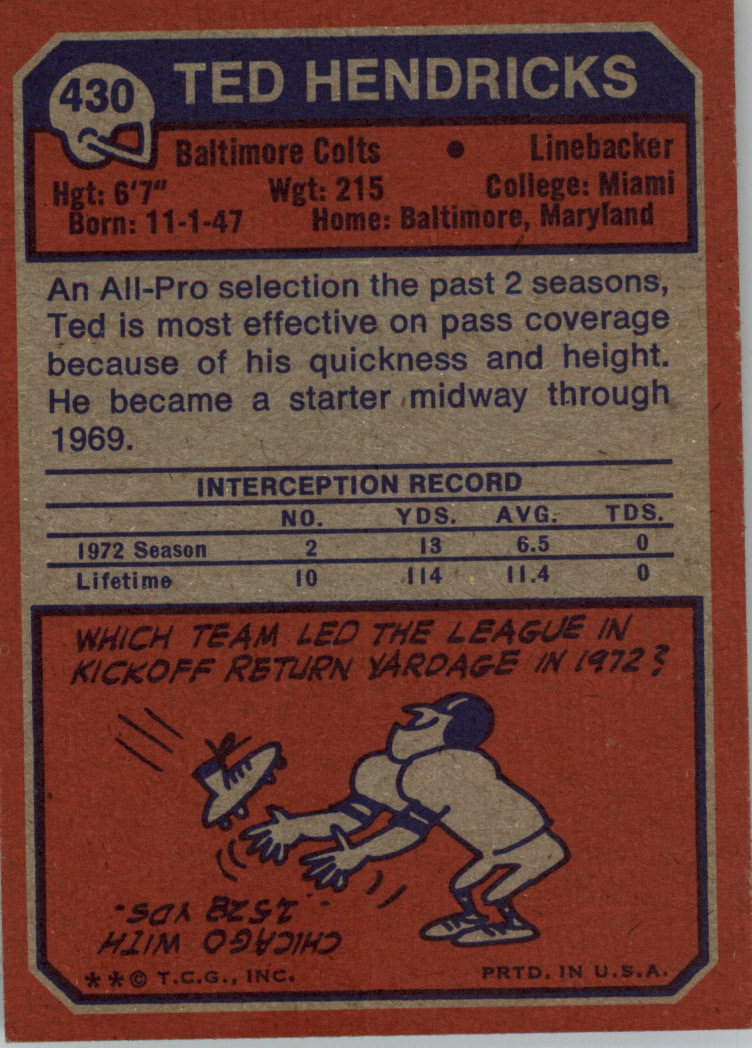 430
TED HENDRICKS
Baltimore Colts • Linebacker
Hgt: 6'7" Wgt: 215 College: Miami
Born: 11-1-47 Home: Baltimore, Maryland
An All-Pro selection the past 2 seasons,
Ted is most effective on pass coverage
because of his quickness and height.
He became a starter midway through
1969.
INTERCEPTION RECORD
NO. YDS. AVG. TDS.
1972 Season 2 13 6.5 0
Lifetime 10 114 11.4 0
WHICH TEAM LED THE LEAGUE IN
KICKOFF RETURN YARDAGE IN 1972?
CHICAGO WITH
1528 YDS.
**© T.C.G., INC. PRTD. IN U.S.A.